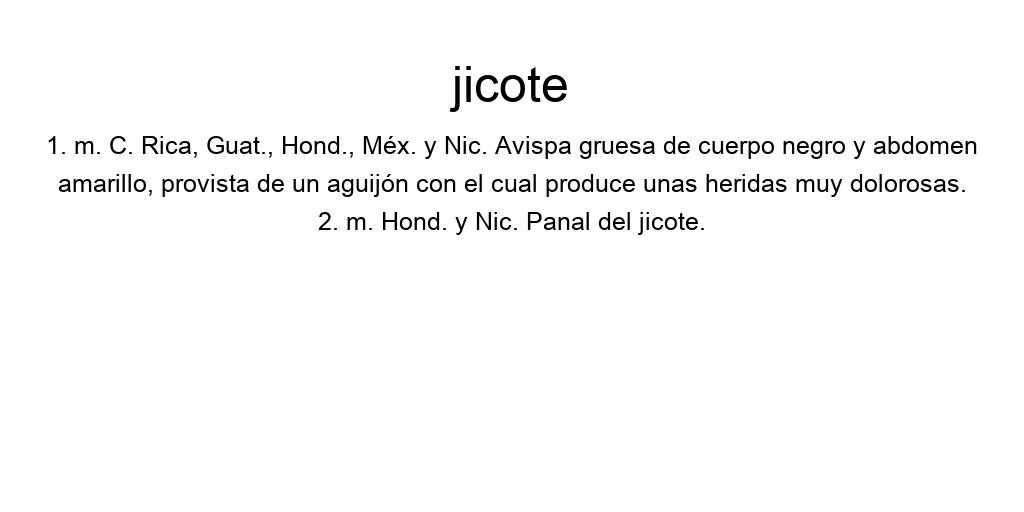 jicote
1. m. C. Rica, Guat., Hond., Méx. y Nic. Avispa gruesa de cuerpo negro y abdomen
amarillo, provista de un aguijón con el cual produce unas heridas muy dolorosas.
2. m. Hond. y Nic. Panal del jicote.